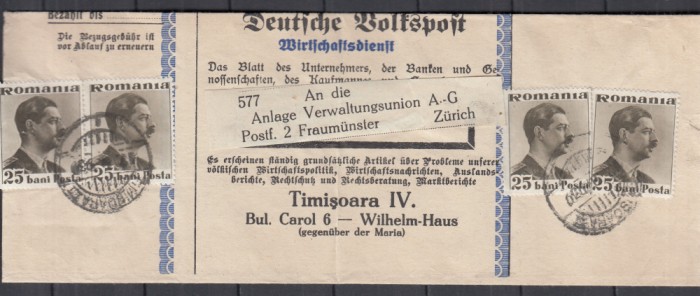 Bezahlt bis
Die Bezugsgebühr ist
vor Ablauf zu erneuern
Deutsche Volkspost
Wirtschaftsdienst
Das Blatt des Unternehmers, der Banken und Ge-
nossenschaften, des Kaufmannes
577 An die
Anlage Verwaltungsunion A.-G
Postf. 2 Fraumünster Zürich
Es erscheinen ständig grundsätzliche Artikel über Probleme unserer
völkischen Wirtschaftspolitik, Wirtschaftsnachrichten, Auslands-
berichte, Rechtschutz und Rechtsberatung, Marktberichte
Timişoara IV.
Bul. Carol 6 — Wilhelm-Haus
(gegenüber der Maria)
ROMANIA
25 bani Posta
ROMANIA
25 bani Posta
ROMANIA
25 bani Posta
ROMANIA
25 bani Posta